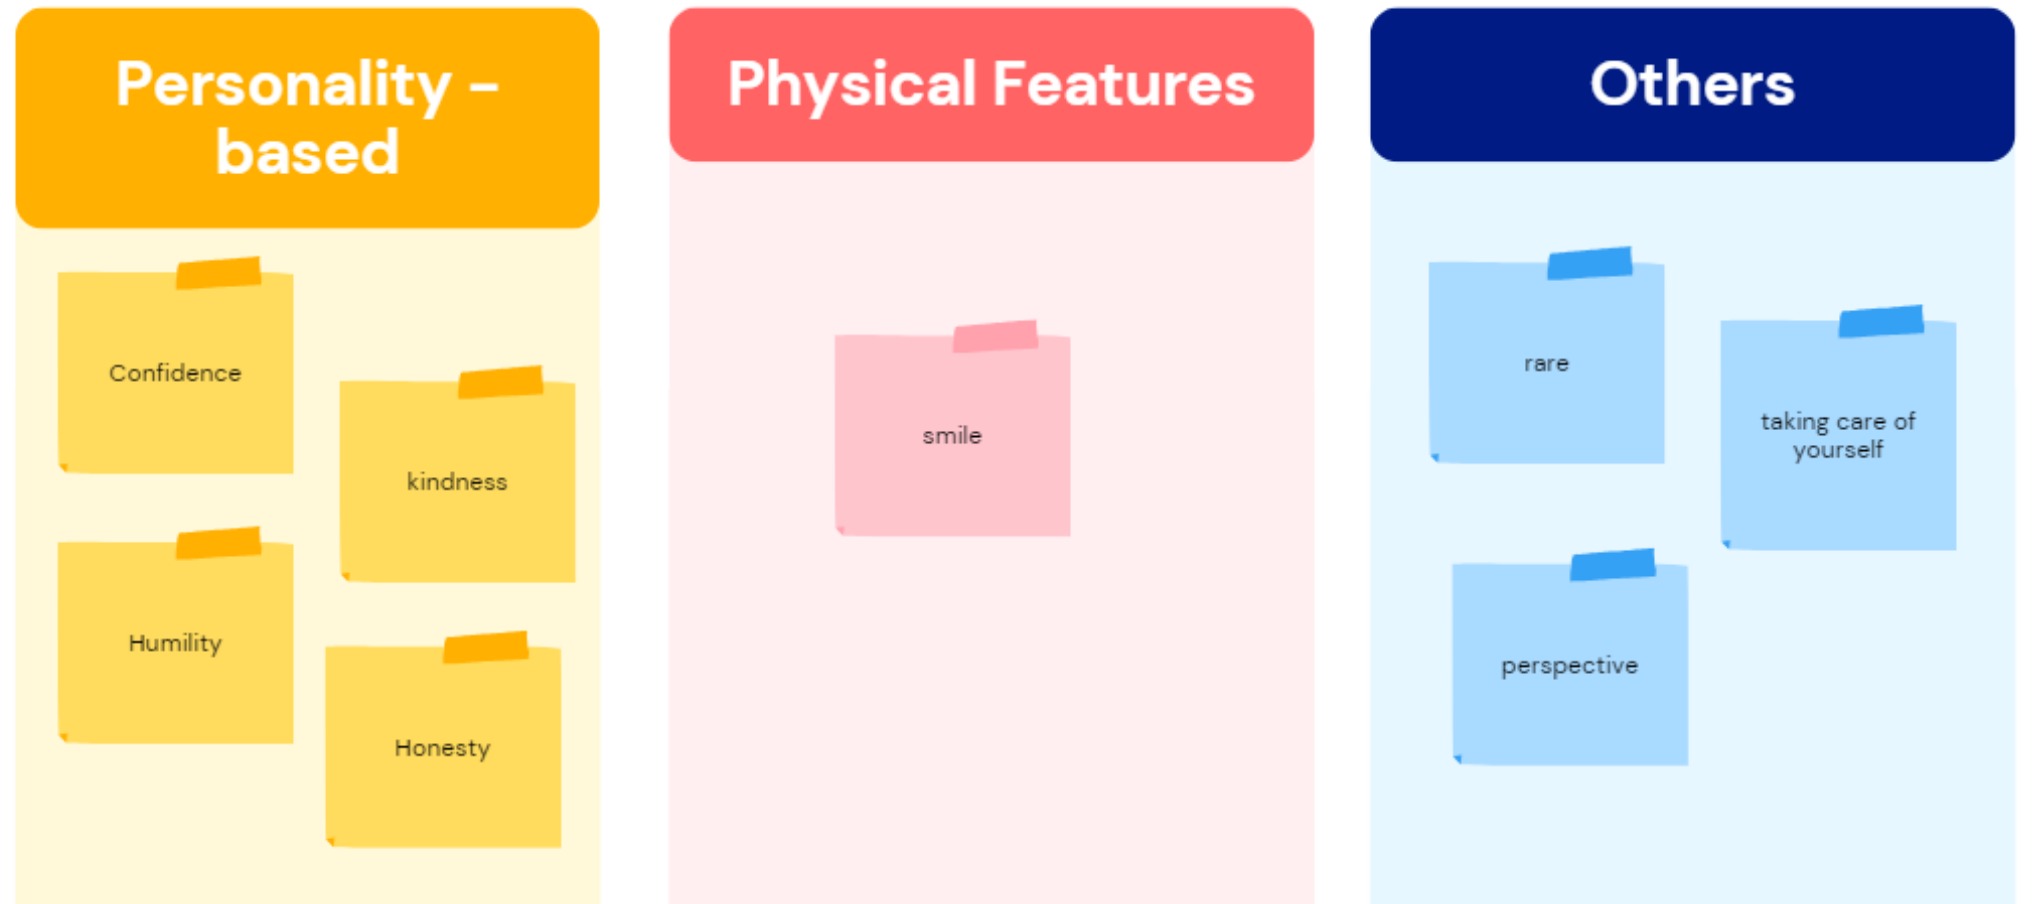 Personality -
based
Confidence
kindness
Humility
Honesty
Physical Features
smile
Others
rare
taking care of
yourself
perspective